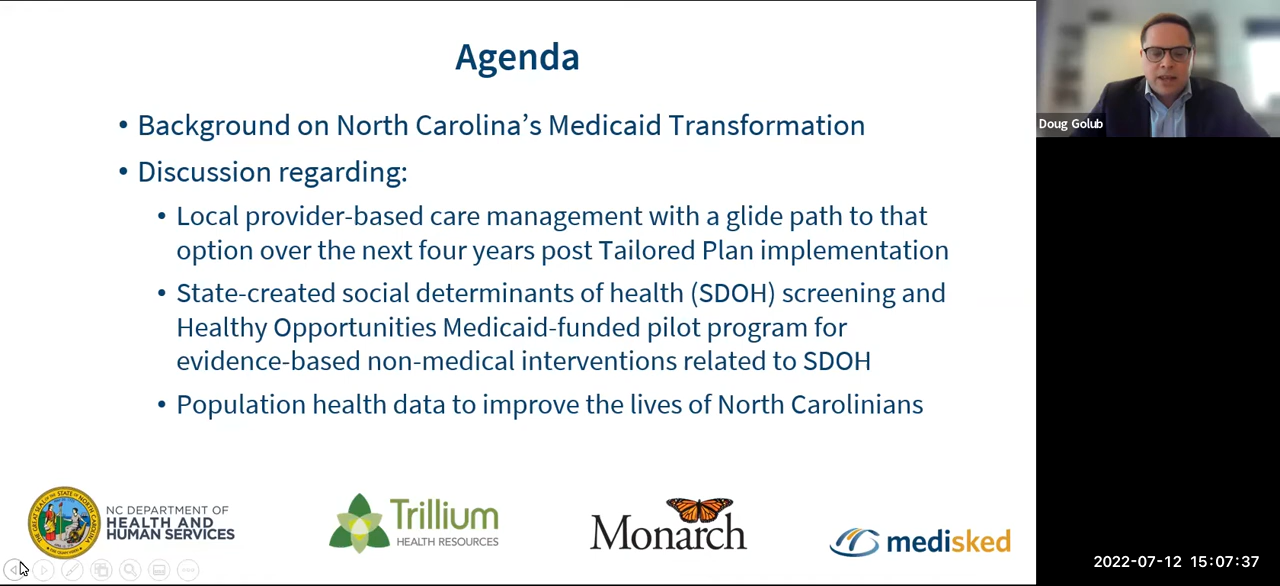 Agenda
• Background on North Carolina's Medicaid Transformation
• Discussion regarding:
• Local provider-based care management with a glide path to that
option over the next four years post Tailored Plan implementation
• State-created social determinants of health (SDOH) screening and
Healthy Opportunities Medicaid-funded pilot program for
evidence-based non-medical interventions related to SDOH
• Population health data to improve the lives of North Carolinians
NC DEPARTMENT OF
HEALTH AND
HUMAN SERVICES
Trillium
HEALTH RESOURCES
Monarch
medisked
Doug Golub
2022-07-12 15:07:37